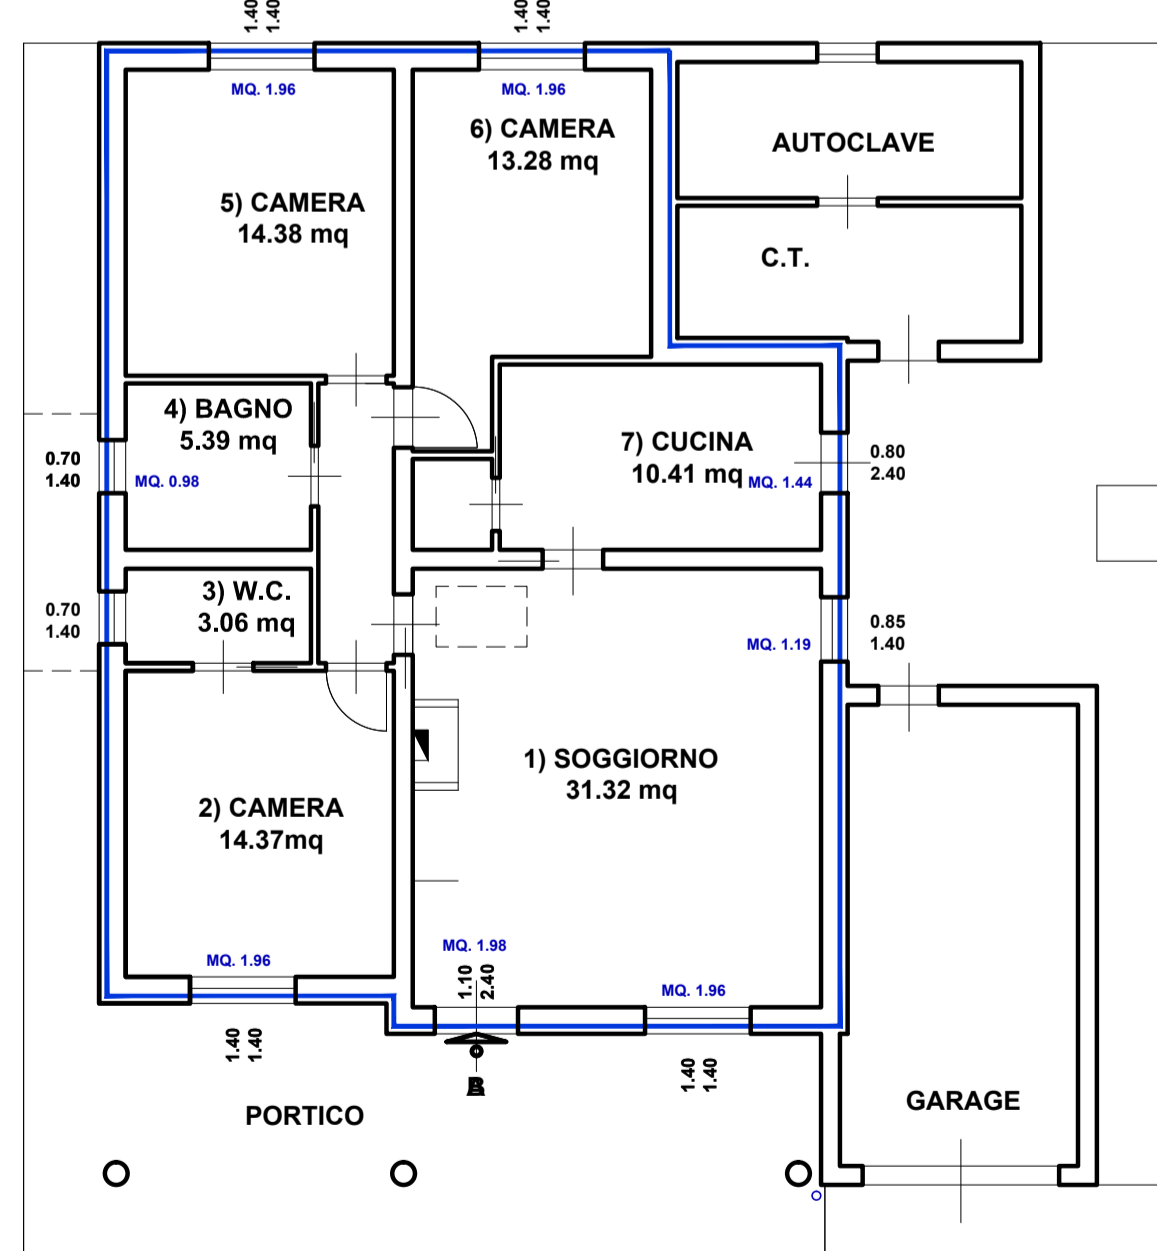 1.40
1.40
1.40
1.40
MQ. 1.96
MQ. 1.96
6) CAMERA
13.28 mq
AUTOCLAVE
5) CAMERA
14.38 mq
C.T.
4) BAGNO
5.39 mq
7) CUCINA
10.41 mq
MQ. 1.44
0.70
1.40
MQ. 0.98
0.80
2.40
3) W.C.
3.06 mq
0.70
1.40
MQ. 1.19
0.85
1.40
1) SOGGIORNO
31.32 mq
2) CAMERA
14.37mq
MQ. 1.98
MQ. 1.96
1.10
2.40
MQ. 1.96
1.40
1.40
1.40
1.40
PORTICO
GARAGE